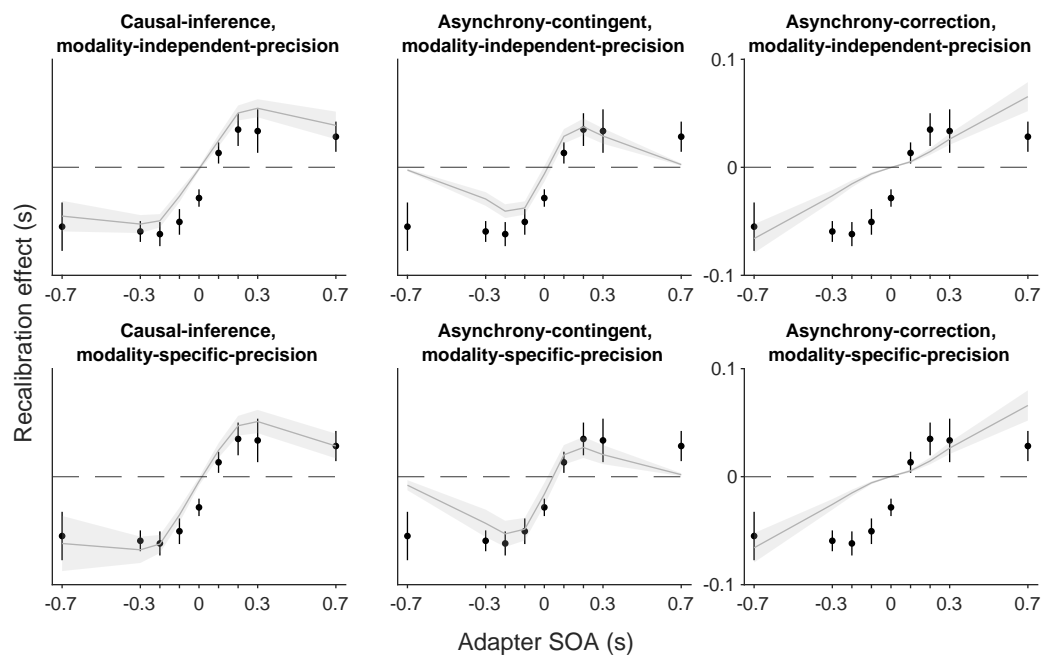 Causal-inference,
modality-independent-precision
Asynchrony-contingent,
modality-independent-precision
Asynchrony-correction,
modality-independent-precision
0.1
0
-0.1
-0.7 -0.3 0 0.3 0.7
-0.7 -0.3 0 0.3 0.7
-0.7 -0.3 0 0.3 0.7
Recalibration effect (s)
Causal-inference,
modality-specific-precision
Asynchrony-contingent,
modality-specific-precision
Asynchrony-correction,
modality-specific-precision
0.1
0
-0.1
-0.7 -0.3 0 0.3 0.7
-0.7 -0.3 0 0.3 0.7
-0.7 -0.3 0 0.3 0.7
Adapter SOA (s)